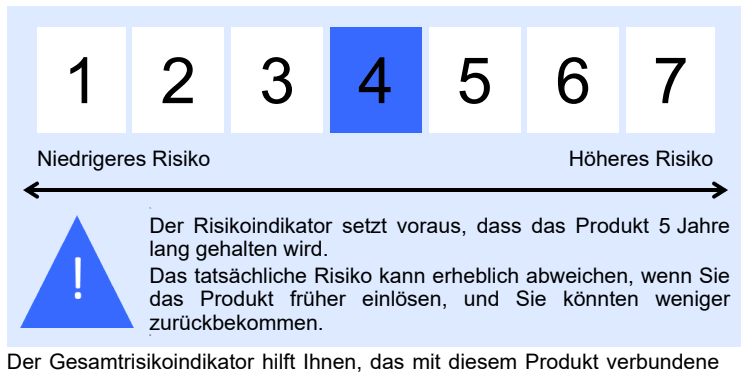 1 2 3 4 5 6 7
Niedrigeres Risiko Höheres Risiko
Der Risikoindikator setzt voraus, dass das Produkt 5 Jahre
lang gehalten wird.
!
Das tatsächliche Risiko kann erheblich abweichen, wenn Sie
das Produkt früher einlösen, und Sie könnten weniger
zurückbekommen.
Der Gesamtrisikoindikator hilft Ihnen, das mit diesem Produkt verbundene